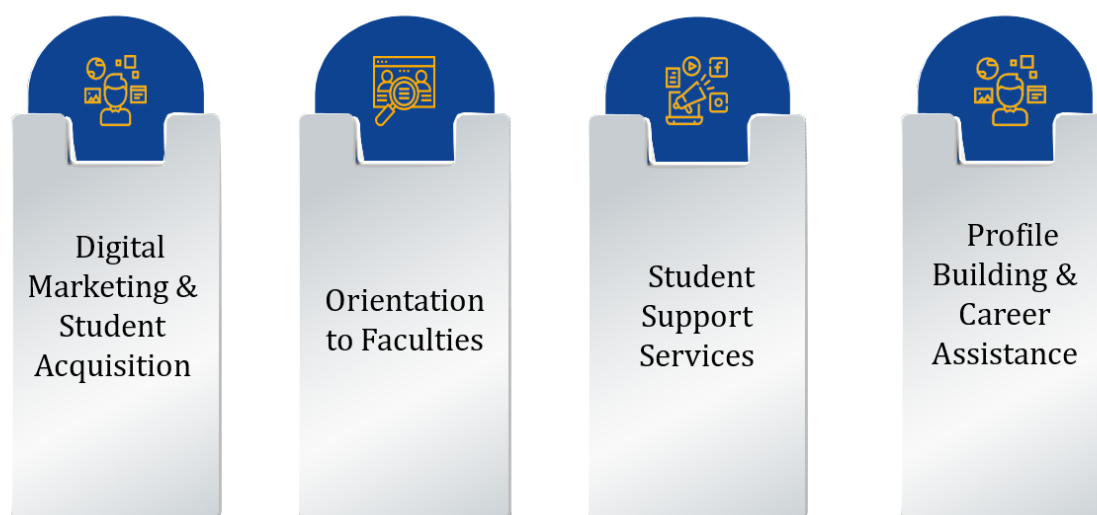 Digital
Marketing &
Student
Acquisition
Orientation
to Faculties
Student
Support
Services
Profile
Building &
Career
Assistance